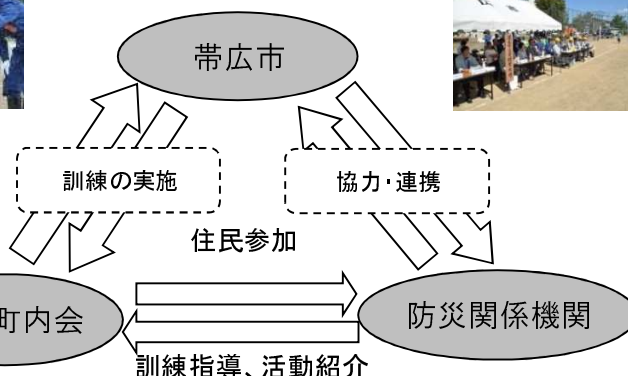 帯広市
訓練の実施
協力・連携
住民参加
町内会
防災関係機関
訓練指導、活動紹介